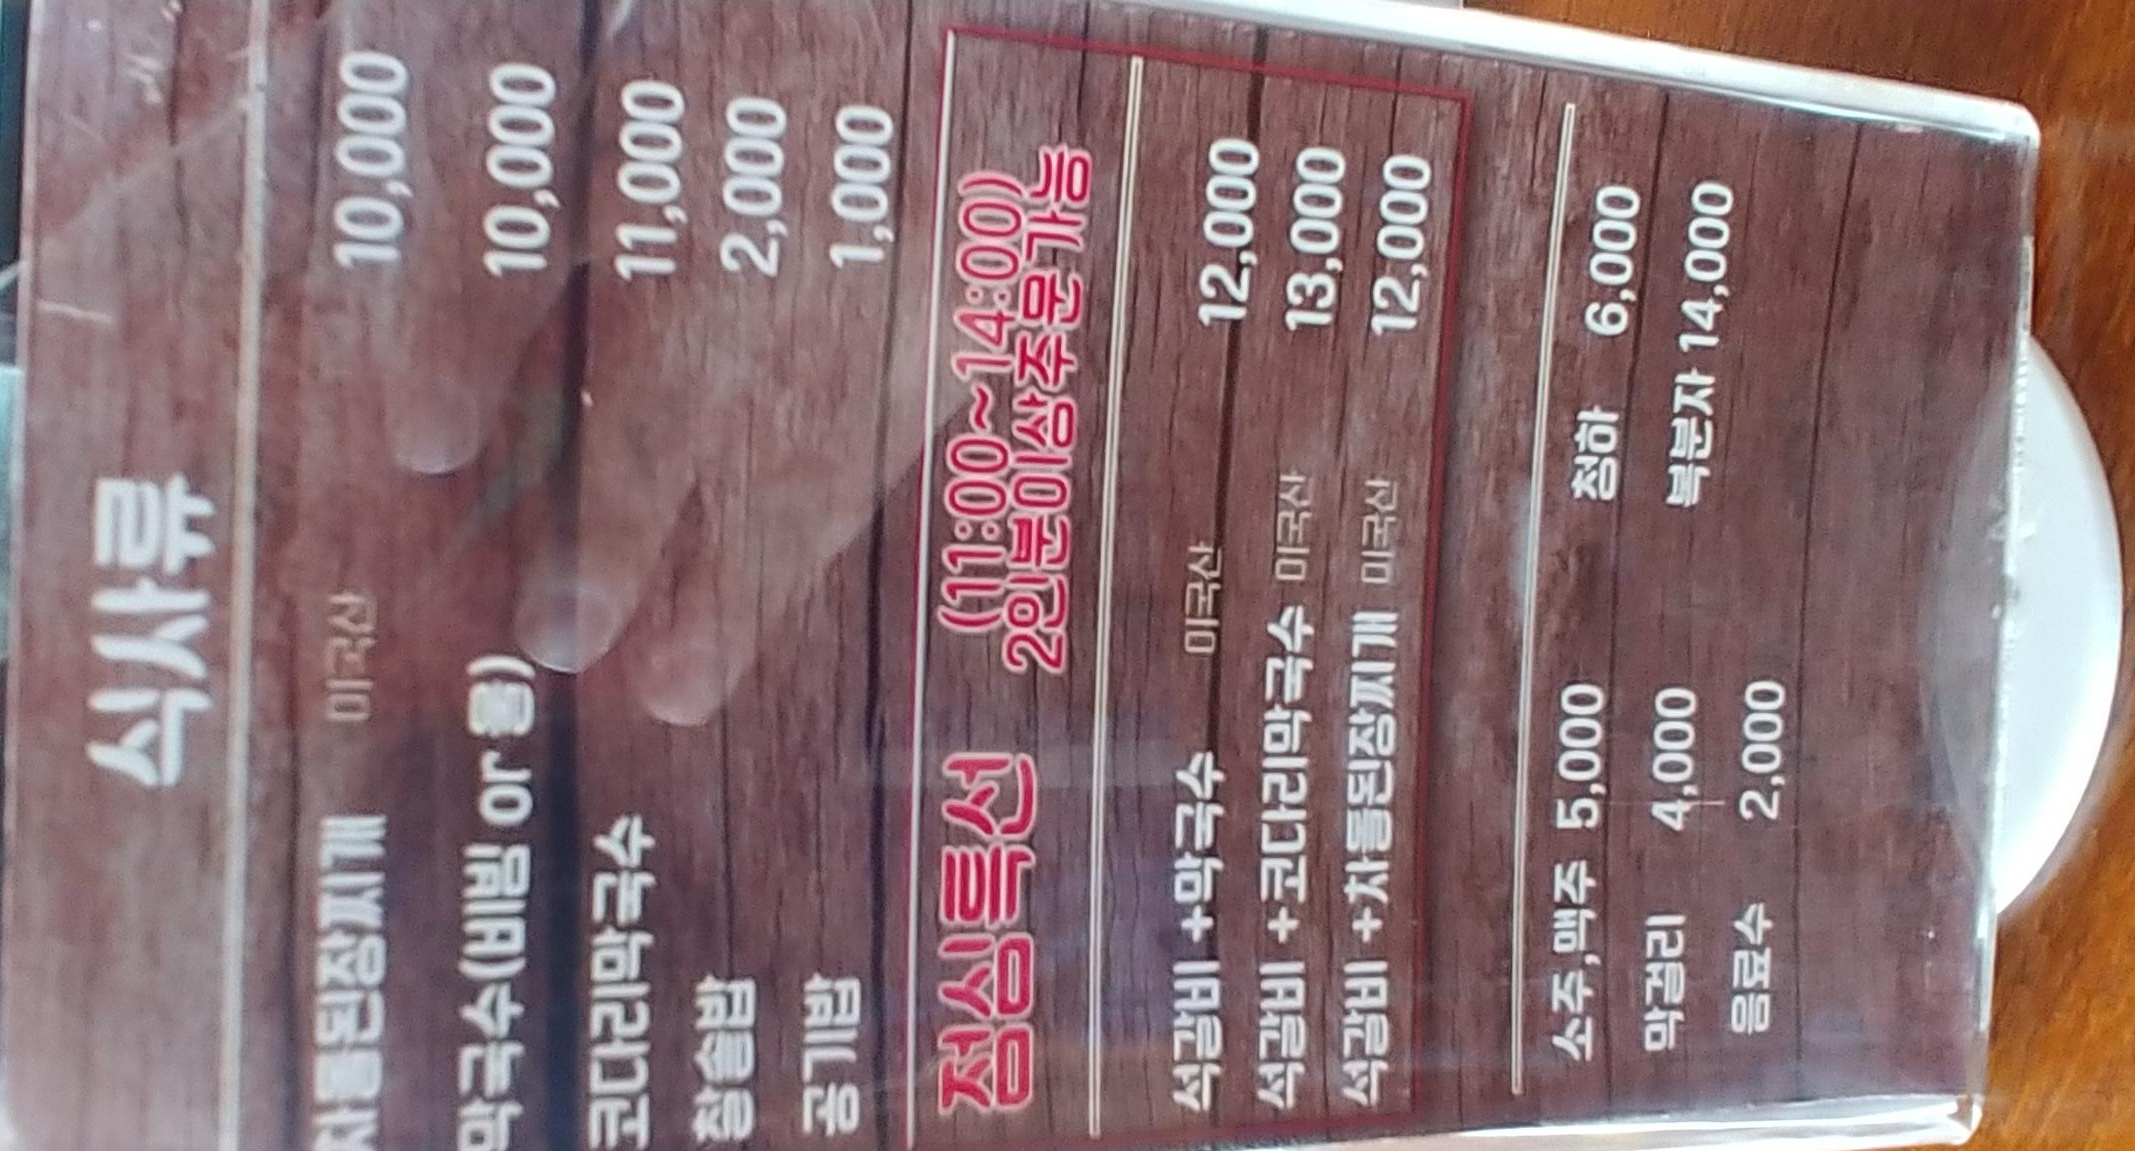 식사류
차돌된장찌개 미국산 10,000
막국수(비빔 or 물) 10,000
코다리막국수 11,000
찰솥밥 2,000
공기밥 1,000
점심특선 (11:00~14:00)
2인분이상주문가능
석갈비 +막국수 미국산 12,000
석갈비 +코다리막국수 미국산 13,000
석갈비 +차돌된장찌개 미국산 12,000
소주,맥주 5,000 청하 6,000
막걸리 4,000 복분자 14,000
음료수 2,000